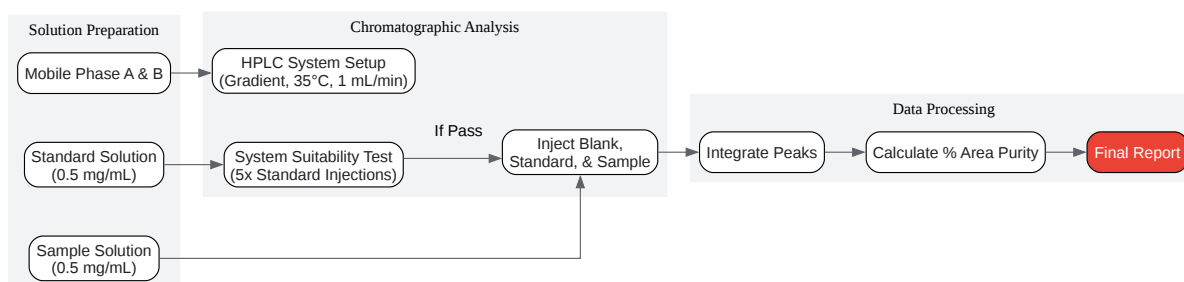 Solution Preparation
Mobile Phase A & B
Standard Solution
(0.5 mg/mL)
Sample Solution
(0.5 mg/mL)
Chromatographic Analysis
HPLC System Setup
(Gradient, 35°C, 1 mL/min)
System Suitability Test
(5x Standard Injections)
If Pass
Inject Blank,
Standard, & Sample
Data Processing
Integrate Peaks
Calculate % Area Purity
Final Report